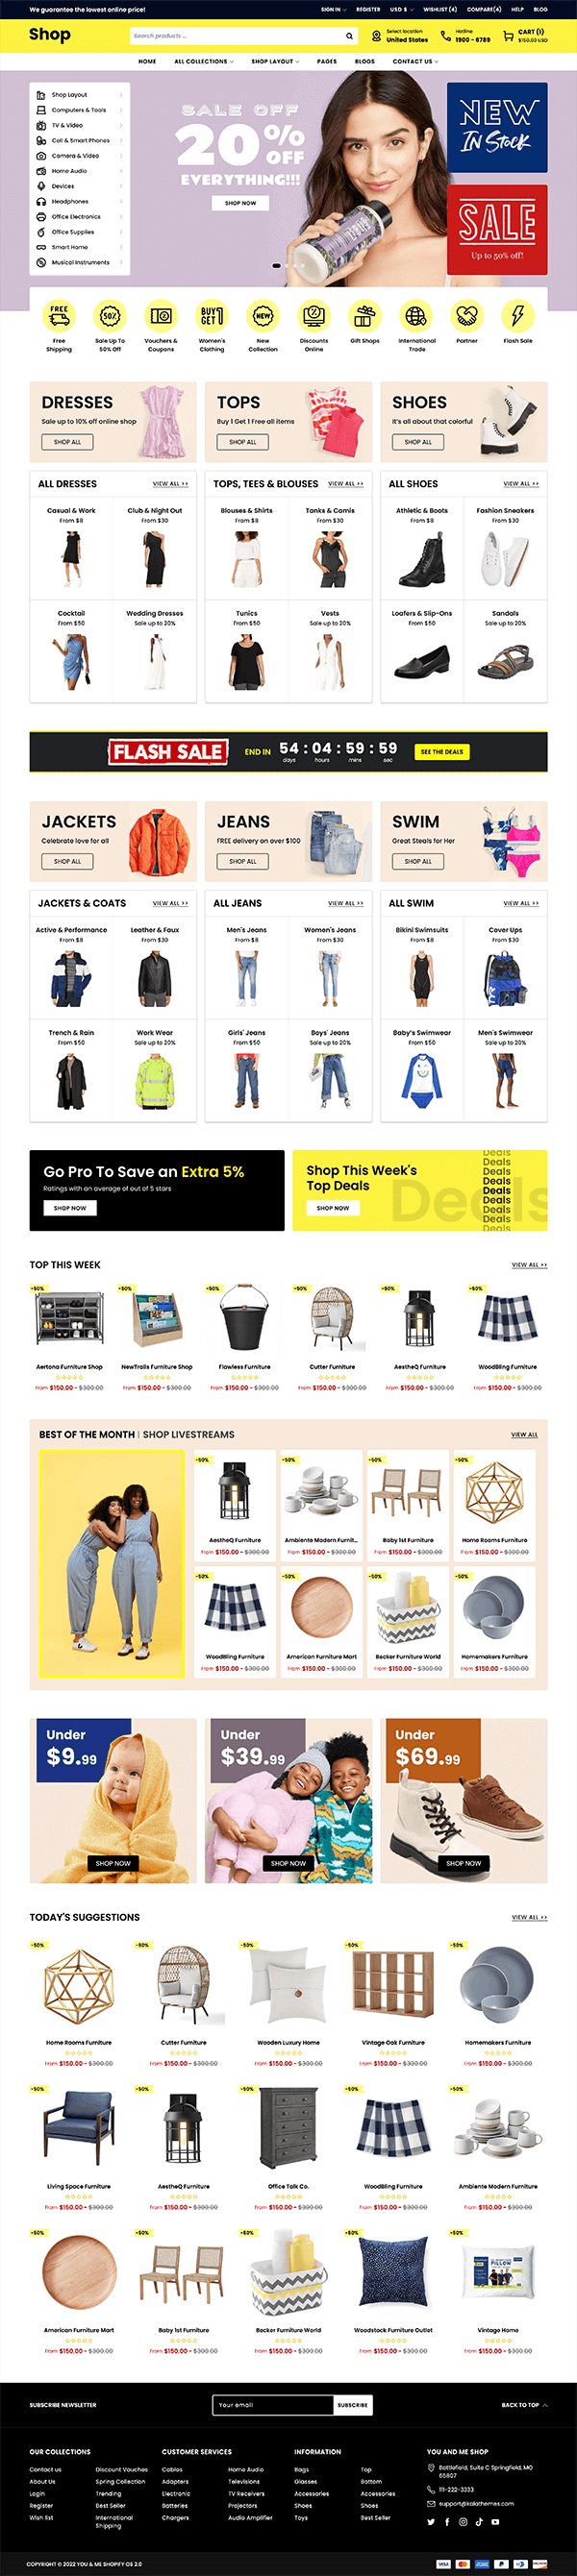 We guarantee the lowest online price!
SIGN IN REGISTER USD $ WISHLIST (4) COMPARE(4) HELP BLOG
Shop
Search products ...
Select location
United States
Hotline
1900 - 6789
CART (1)
$150.00 USD
HOME ALL COLLECTIONS SHOP LAYOUT PAGES BLOGS CONTACT US
Shop Layout
Computers & Tools
TV & Video
Cell & Smart Phones
Camera & Video
Home Audio
Devices
Headphones
Office Electronics
Office Supplies
Smart Home
Musical Instruments
SALE OFF
20% OFF
EVERYTHING!!!
SHOP NOW
NEW
IN STOCK
SALE
Up to 50% off!
FREE
50%
BUY 1
GET 1
NEW
Free Shipping
Sale Up To 50% Off
Vouchers & Coupons
Women's Clothing
New Collection
Discounts Online
Gift Shops
International Trade
Partner
Flash Sale
DRESSES
Sale up to 10% off online shop
SHOP ALL
TOPS
Buy 1 Get 1 Free all items
SHOP ALL
SHOES
It's all about that colorful
SHOP ALL
ALL DRESSES VIEW ALL >>
Casual & Work
From $8
Club & Night Out
From $30
Cocktail
From $50
Wedding Dresses
Sale up to 20%
TOPS, TEES & BLOUSES VIEW ALL >>
Blouses & Shirts
From $8
Tanks & Camis
From $30
Tunics
From $50
Vests
Sale up to 20%
ALL SHOES VIEW ALL >>
Athletic & Boots
From $8
Fashion Sneakers
From $30
Loafers & Slip-Ons
From $50
Sandals
Sale up to 20%
FLASH SALE
END IN
54 : 04 : 59 : 59
days hours mins sec
SEE THE DEALS
JACKETS
Celebrate love for all
SHOP ALL
JEANS
FREE delivery on over $100
SHOP ALL
SWIM
Great Steals for Her
SHOP ALL
JACKETS & COATS VIEW ALL >>
Active & Performance
From $8
Leather & Faux
From $30
Trench & Rain
From $50
Work Wear
Sale up to 20%
ALL JEANS VIEW ALL >>
Men's Jeans
From $8
Women's Jeans
From $30
Girls' Jeans
From $50
Boys' Jeans
Sale up to 20%
ALL SWIM VIEW ALL >>
Bikini Swimsuits
From $8
Cover Ups
From $30
Baby's Swimwear
From $50
Men's Swimwear
Sale up to 20%
Go Pro To Save an Extra 5%
Ratings with an average of out of 5 stars
SHOP NOW
Shop This Week's
Top Deals
SHOP NOW
Deals
Deals
Deals
Deals
Deals
Deals
Deals
Deals
Deals
Deals
TOP THIS WEEK VIEW ALL >>
-50% -50% -50% -50% -50% -50%
Aertona Furniture Shop
From $150.00 - $300.00
NewTrails Furniture Shop
From $150.00 - $300.00
Flawless Furniture
From $150.00 - $300.00
Cutter Furniture
From $150.00 - $300.00
AestheQ Furniture
From $150.00 - $300.00
WoodBling Furniture
From $150.00 - $300.00
BEST OF THE MONTH | SHOP LIVESTREAMS VIEW ALL
-50% -50% -50% -50%
AestheQ Furniture
From $150.00 - $300.00
Ambiente Modern Furnit...
From $150.00 - $300.00
Baby 1st Furniture
From $150.00 - $300.00
Home Rooms Furniture
From $150.00 - $300.00
-50% -50% -50% -50%
WoodBling Furniture
From $150.00 - $300.00
American Furniture Mart
From $150.00 - $300.00
Becker Furniture World
From $150.00 - $300.00
Homemakers Furniture
From $150.00 - $300.00
Under
$9.99
SHOP NOW
Under
$39.99
SHOP NOW
Under
$69.99
SHOP NOW
TODAY'S SUGGESTIONS VIEW ALL >>
-50% -50% -50% -50% -50%
Home Rooms Furniture
From $150.00 - $300.00
Cutter Furniture
From $150.00 - $300.00
Wooden Luxury Home
From $150.00 - $300.00
Vintage Oak Furniture
From $150.00 - $300.00
Homemakers Furniture
From $150.00 - $300.00
-50% -50% -50% -50% -50%
Living Space Furniture
From $150.00 - $300.00
AestheQ Furniture
From $150.00 - $300.00
Office Talk Co.
From $150.00 - $300.00
WoodBling Furniture
From $150.00 - $300.00
Ambiente Modern Furniture
From $150.00 - $300.00
-50% -50% -50% -50% -50%
PILLOW
American Furniture Mart
From $150.00 - $300.00
Baby 1st Furniture
From $150.00 - $300.00
Becker Furniture World
From $150.00 - $300.00
Woodstock Furniture Outlet
From $150.00 - $300.00
Vintage Home
From $150.00 - $300.00
SUBSCRIBE NEWSLETTER
Your email
SUBSCRIBE
BACK TO TOP
OUR COLLECTIONS
Contact us
About Us
Login
Register
Wish list
Discount Vouches
Spring Collection
Trending
Best Seller
International Shipping
CUSTOMER SERVICES
Cables
Adapters
Electronic
Batteries
Chargers
Home Audio
Televisions
TV Receivers
Projectors
Audio Amplifier
INFORMATION
Bags
Glasses
Accessories
Shoes
Toys
Top
Bottom
Accessories
Shoes
Best Seller
YOU AND ME SHOP
Battlefield, Suite C Springfield, MO
65807
111-222-3333
support@kalathemes.com
COPYRIGHT © 2022 YOU & ME SHOPIFY OS 2.0
VISA